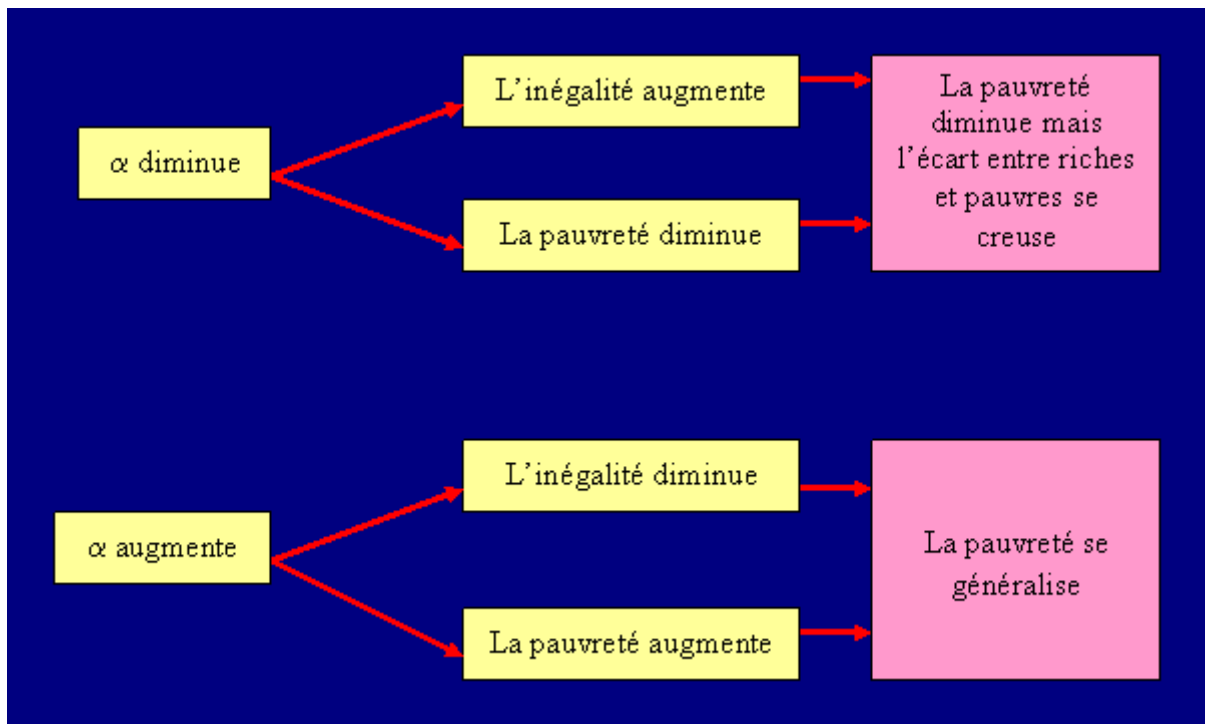 α diminue
L'inégalité augmente
La pauvreté diminue
La pauvreté
diminue mais
l'écart entre riches
et pauvres se
creuse
α augmente
L'inégalité diminue
La pauvreté augmente
La pauvreté se
généralise